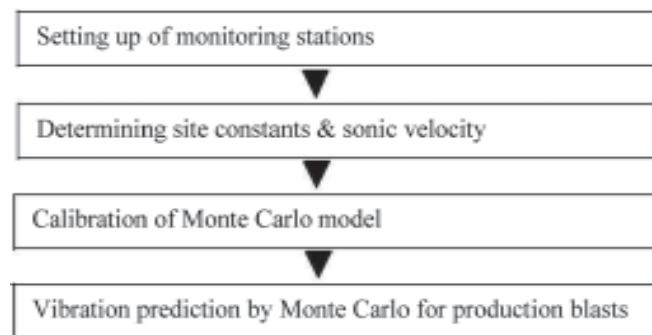 Setting up of monitoring stations
Determining site constants & sonic velocity
Calibration of Monte Carlo model
Vibration prediction by Monte Carlo for production blasts